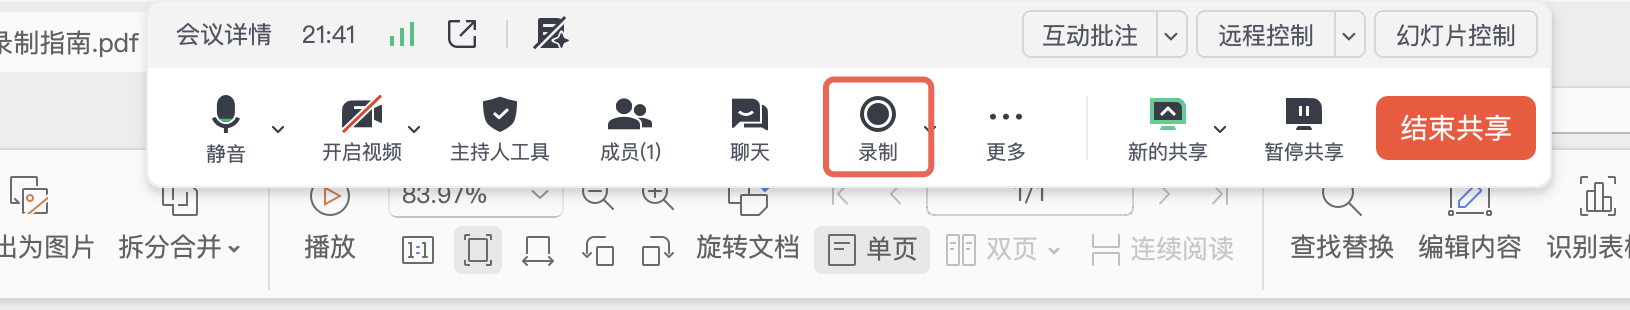 录制指南.pdf
会议详情 21:41 互动批注 远程控制 幻灯片控制
静音 开启视频 主持人工具 成员(1) 聊天 录制 更多 新的共享 暂停共享 结束共享
83.97% 1/1
出为图片 拆分合并 播放 旋转文档 单页 双页 连续阅读 查找替换 编辑内容 识别表格